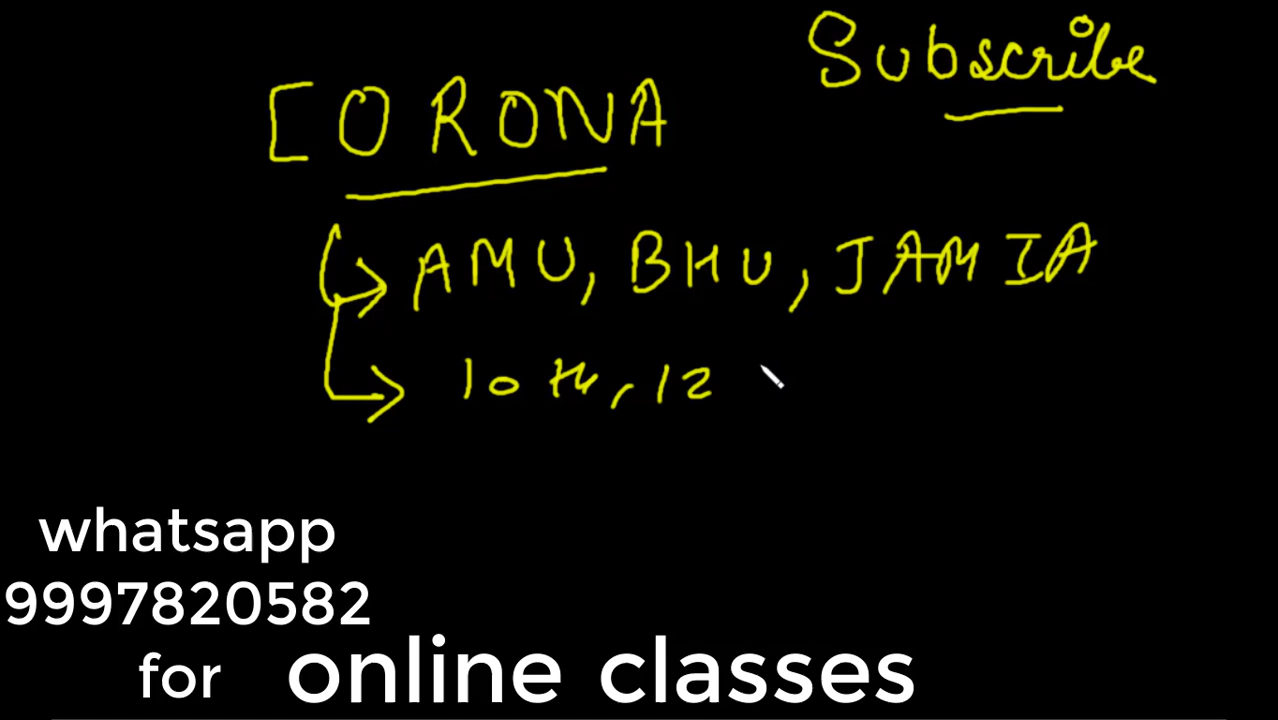 Subscribe
CORONA
AMU, BHU, JAMIA
10th, 12
whatsapp
9997820582
for online classes